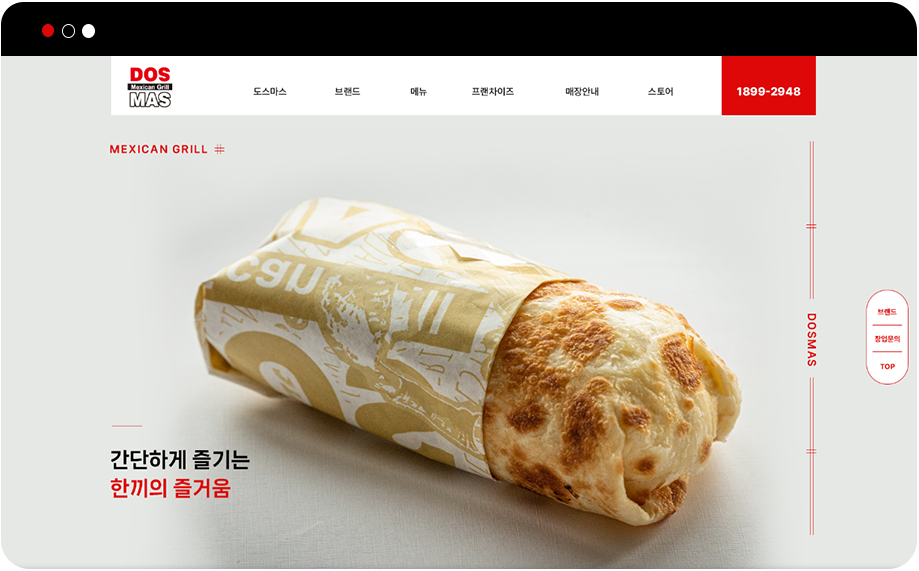 DOS
Mexican Grill
MAS
도스마스 브랜드 메뉴 프랜차이즈 매장안내 스토어
1899-2948
MEXICAN GRILL
DOSMAS
브랜드
창업문의
TOP
간단하게 즐기는
한끼의 즐거움